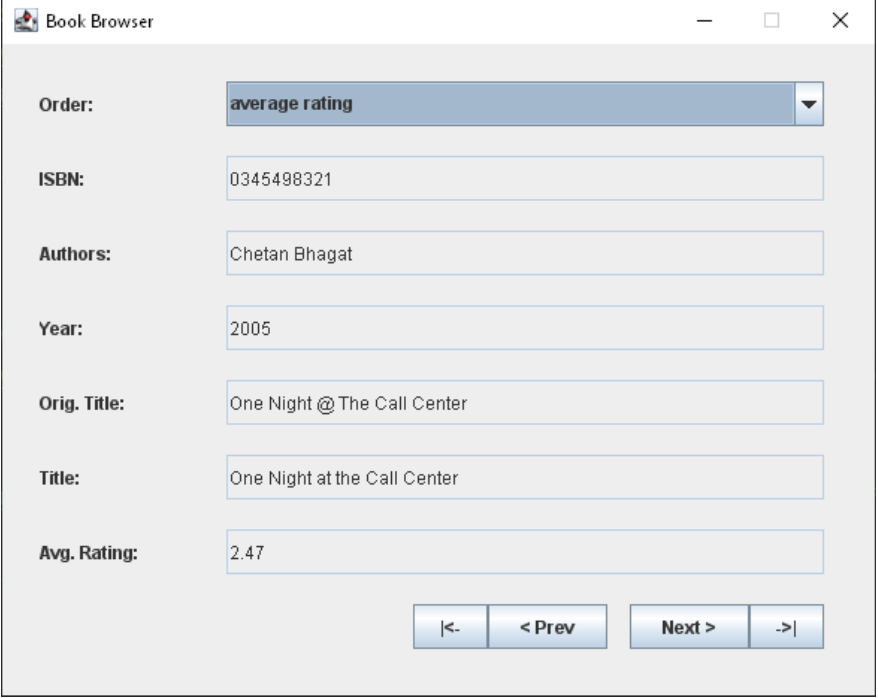 Book Browser
Order: average rating
ISBN: 0345498321
Authors: Chetan Bhagat
Year: 2005
Orig. Title: One Night @ The Call Center
Title: One Night at the Call Center
Avg. Rating: 2.47
|<- < Prev Next > ->|